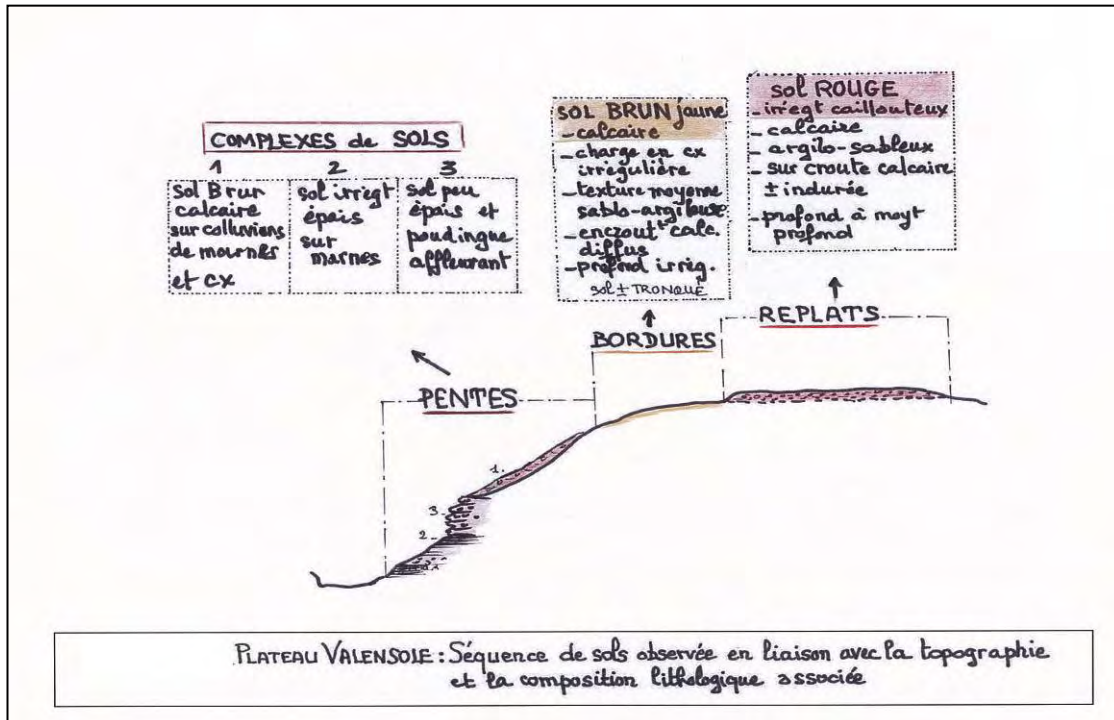 COMPLEXES de SOLS
1
sol Brun
calcaire
sur colluviens
de mournes
et cx
2
sol irregt
épais
sur
marnes
3
sol peu
épais et
poudingue
affleurant
SOL BRUN jaune
- calcaire
- charge en cx
irrégulière
- texture moyenne
sablo-argileuse
- encroutt calc.
diffus
- profond irrég.
sol ± TRONQUÉ
sol ROUGE
- irregt caillouteux
- calcaire
- argilo-sableux
- sur croute calcaire
± indurée
- profond à moyt
profond
PENTES
BORDURES
REPLATS
1.
3
2
PLATEAU VALENSOLE : Séquence de sols observée en liaison avec la topographie
et la composition lithologique associée